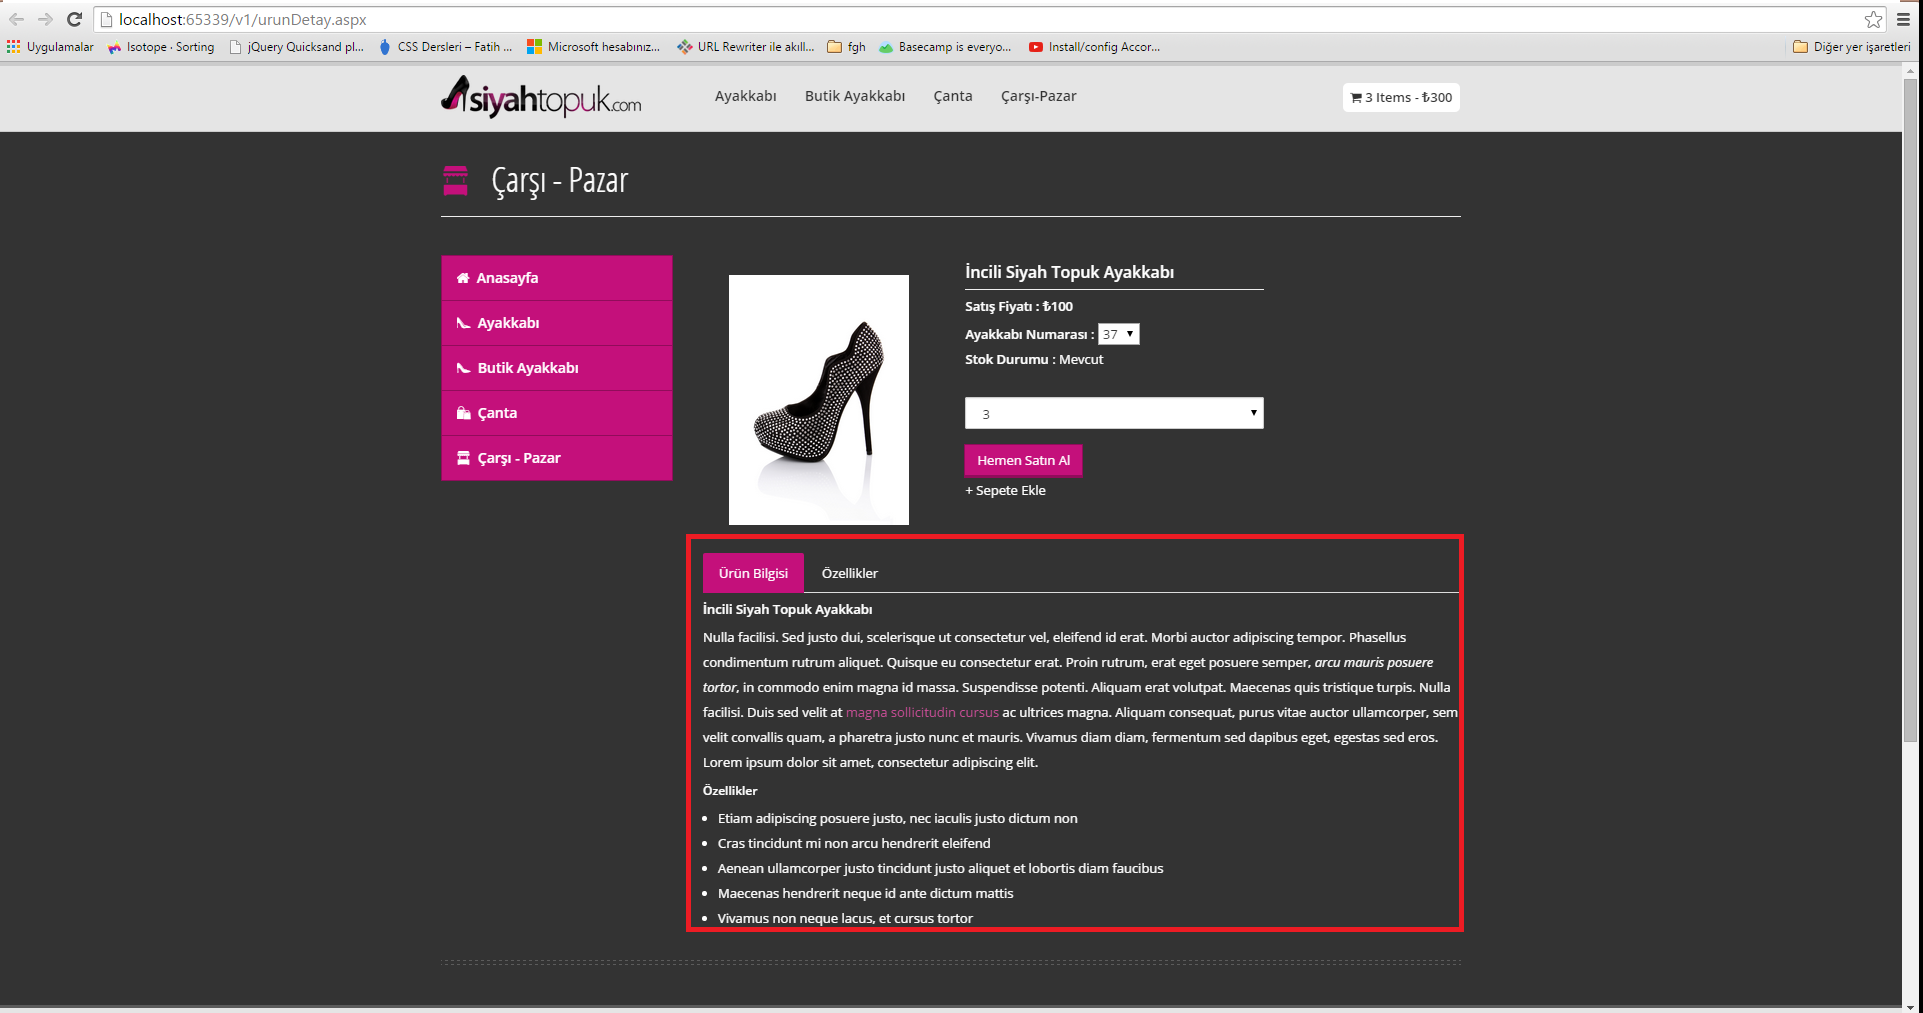 localhost:65339/v1/urunDetay.aspx
Uygulamalar Isotope · Sorting jQuery Quicksand pl... CSS Dersleri – Fatih ... Microsoft hesabınız... URL Rewriter ile akıll... fgh Basecamp is everyo... Install/config Accor... Diğer yer işaretleri
siyahtopuk.com Ayakkabı Butik Ayakkabı Çanta Çarşı-Pazar 3 Items - ₺300
Çarşı - Pazar
Anasayfa
Ayakkabı
Butik Ayakkabı
Çanta
Çarşı - Pazar
İncili Siyah Topuk Ayakkabı
Satış Fiyatı : ₺100
Ayakkabı Numarası : 37
Stok Durumu : Mevcut
3
Hemen Satın Al
+ Sepete Ekle
Ürün Bilgisi Özellikler
İncili Siyah Topuk Ayakkabı
Nulla facilisi. Sed justo dui, scelerisque ut consectetur vel, eleifend id erat. Morbi auctor adipiscing tempor. Phasellus
condimentum rutrum aliquet. Quisque eu consectetur erat. Proin rutrum, erat eget posuere semper, arcu mauris posuere
tortor, in commodo enim magna id massa. Suspendisse potenti. Aliquam erat volutpat. Maecenas quis tristique turpis. Nulla
facilisi. Duis sed velit at magna sollicitudin cursus ac ultrices magna. Aliquam consequat, purus vitae auctor ullamcorper, sem
velit convallis quam, a pharetra justo nunc et mauris. Vivamus diam diam, fermentum sed dapibus eget, egestas sed eros.
Lorem ipsum dolor sit amet, consectetur adipiscing elit.
Özellikler
• Etiam adipiscing posuere justo, nec iaculis justo dictum non
• Cras tincidunt mi non arcu hendrerit eleifend
• Aenean ullamcorper justo tincidunt justo aliquet et lobortis diam faucibus
• Maecenas hendrerit neque id ante dictum mattis
• Vivamus non neque lacus, et cursus tortor